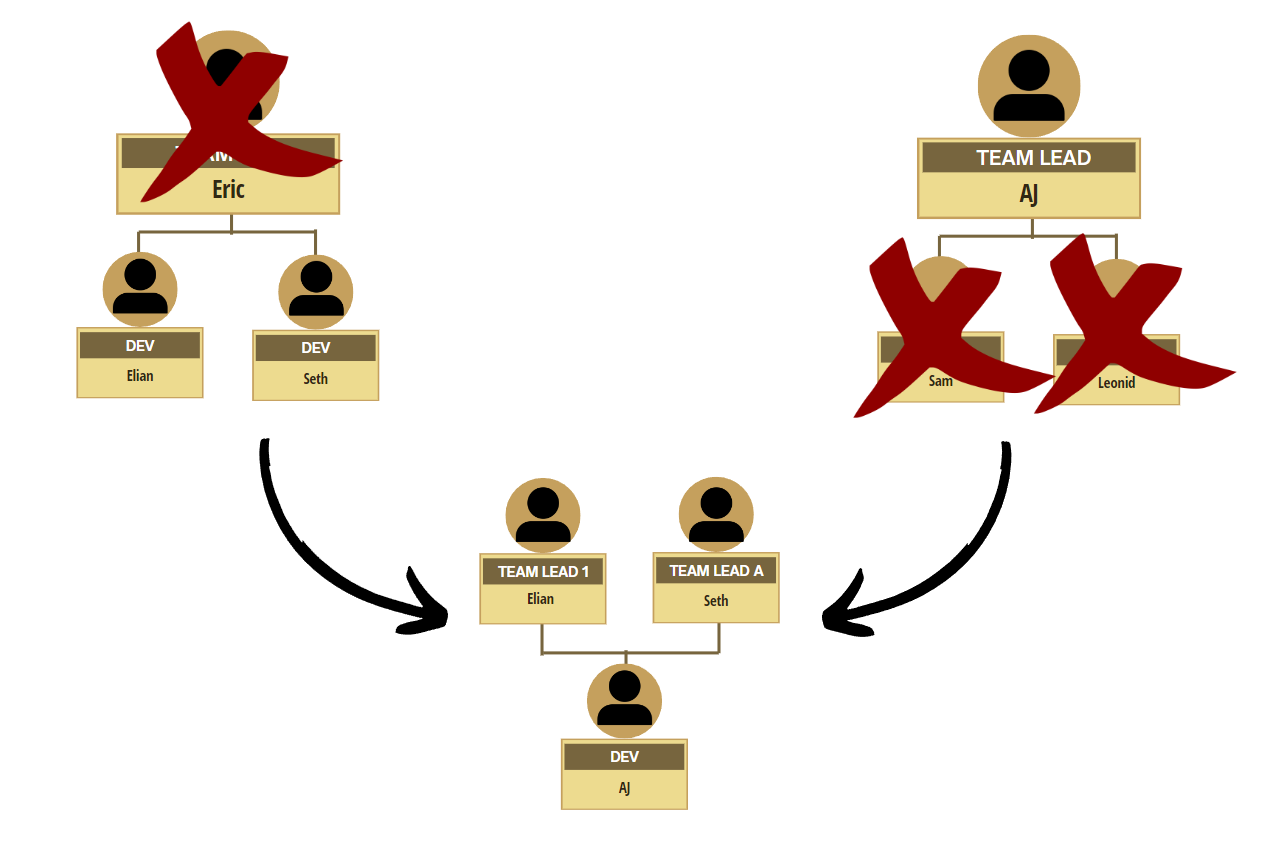 Eric
TEAM LEAD
AJ
DEV
Elian
DEV
Seth
Sam
Leonid
TEAM LEAD 1
Elian
TEAM LEAD A
Seth
DEV
AJ